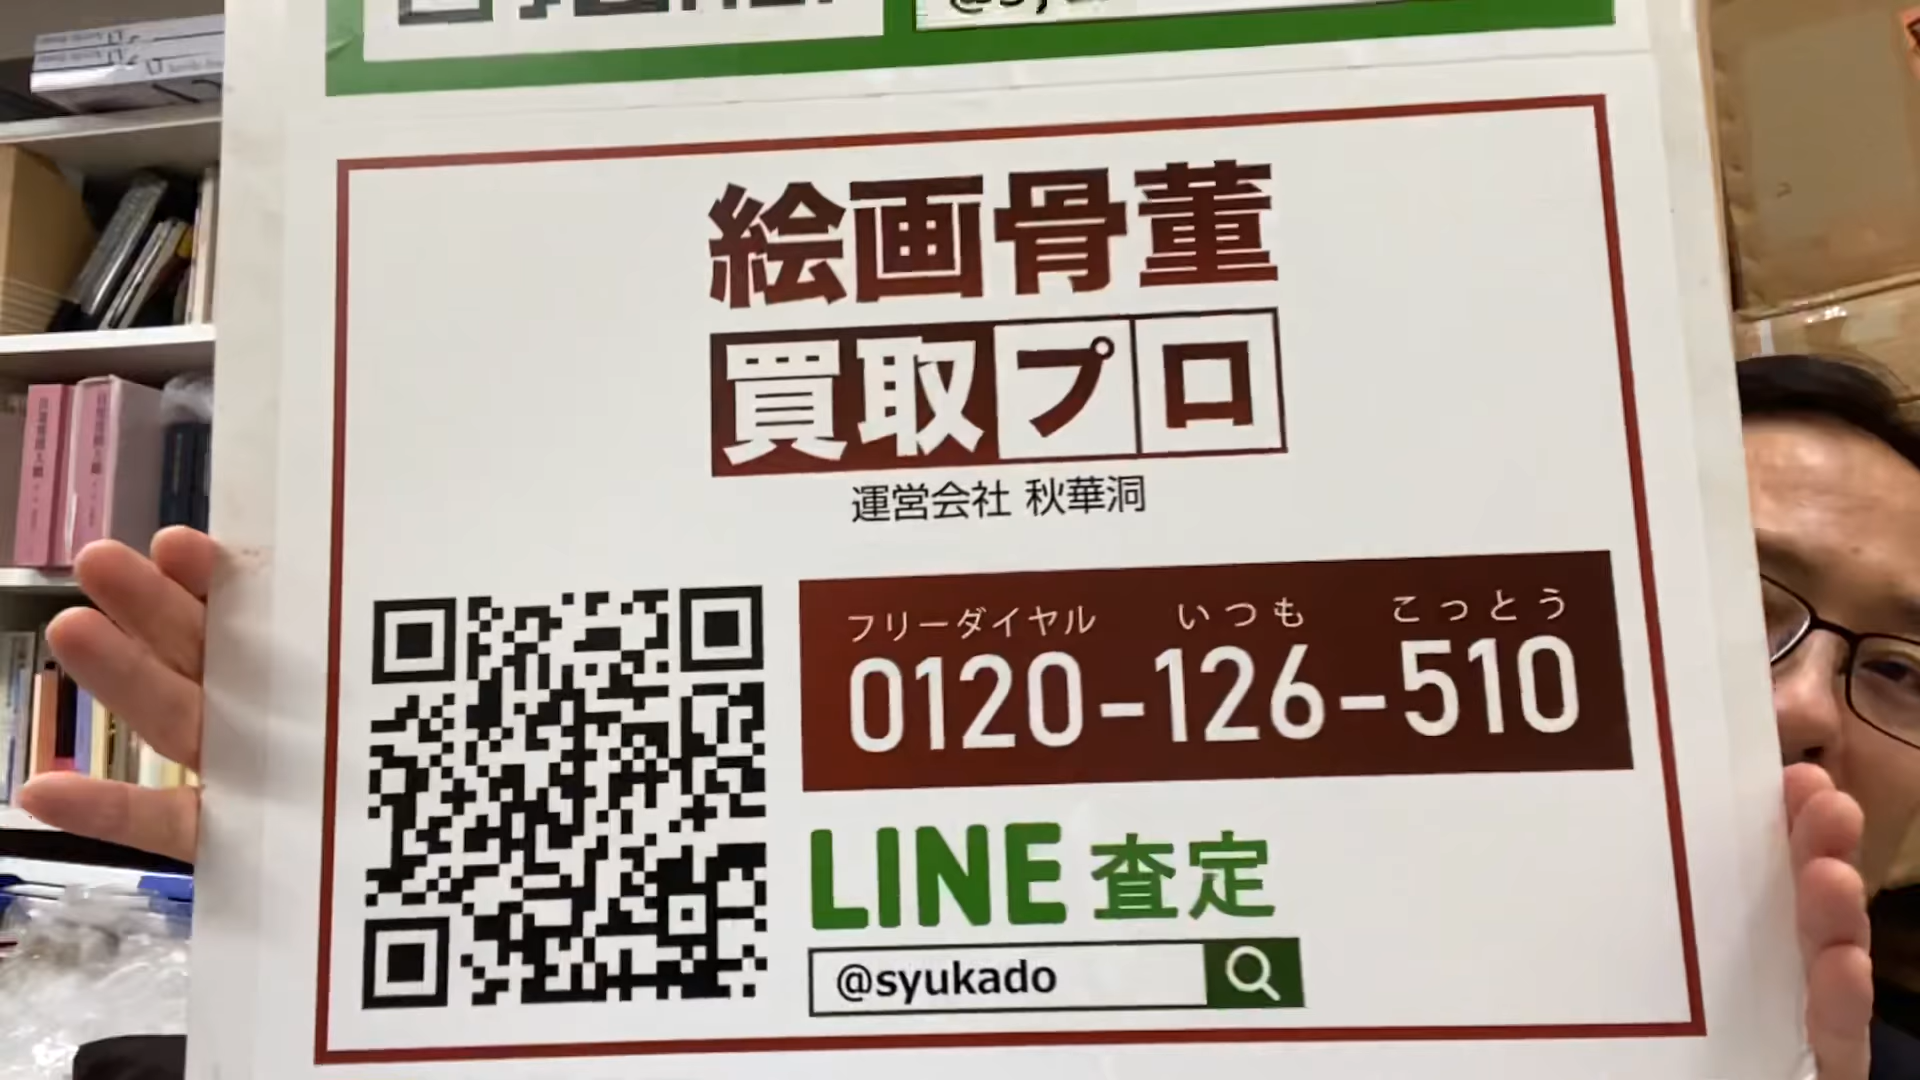 絵画骨董
買取プロ
運営会社 秋華洞
フリーダイヤル いつも こっとう
0120-126-510
LINE 査定
@syukado